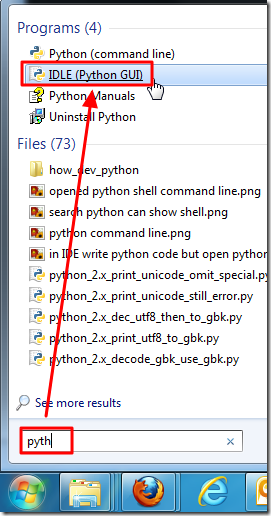 Programs (4)
Python (command line)
IDLE (Python GUI)
Python Manuals
Uninstall Python
Files (73)
how_dev_python
opened python shell command line.png
search python can show shell.png
python command line.png
in IDE write python code but open python
python_2.x_print_unicode_omit_special.py
python_2.x_print_unicode_still_error.py
python_2.x_dec_utf8_then_to_gbk.py
python_2.x_print_utf8_to_gbk.py
python_2.x_decode_gbk_use_gbk.py
See more results
pyth